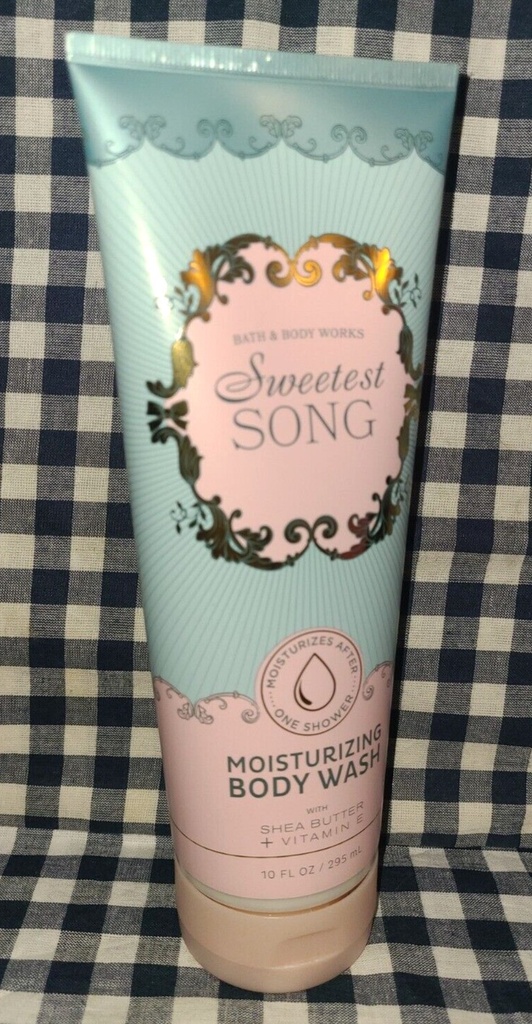 BATH & BODY WORKS
Sweetest
SONG
MOISTURIZES AFTER
ONE SHOWER
MOISTURIZING
BODY WASH
WITH
SHEA BUTTER
+ VITAMIN E
10 FL OZ / 295 mL